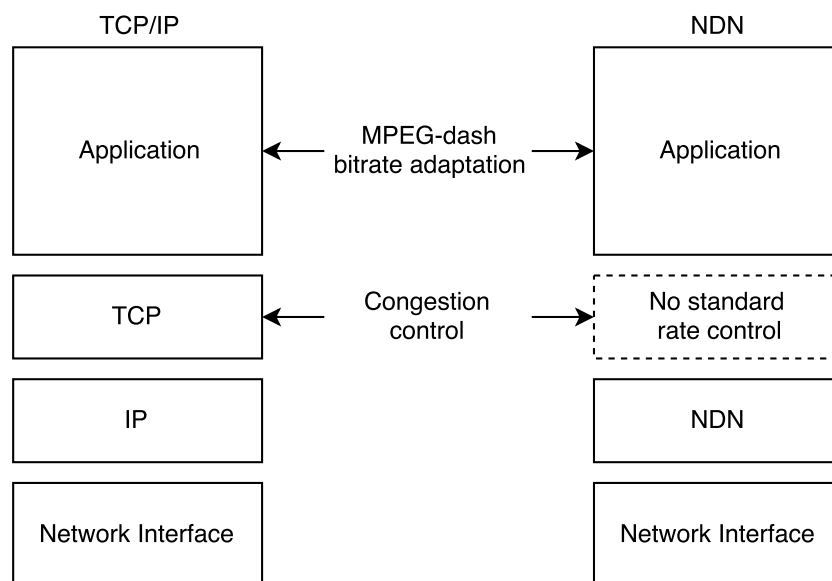 TCP/IP
NDN
Application
MPEG-dash
bitrate adaptation
Application
TCP
Congestion
control
No standard
rate control
IP
NDN
Network Interface
Network Interface